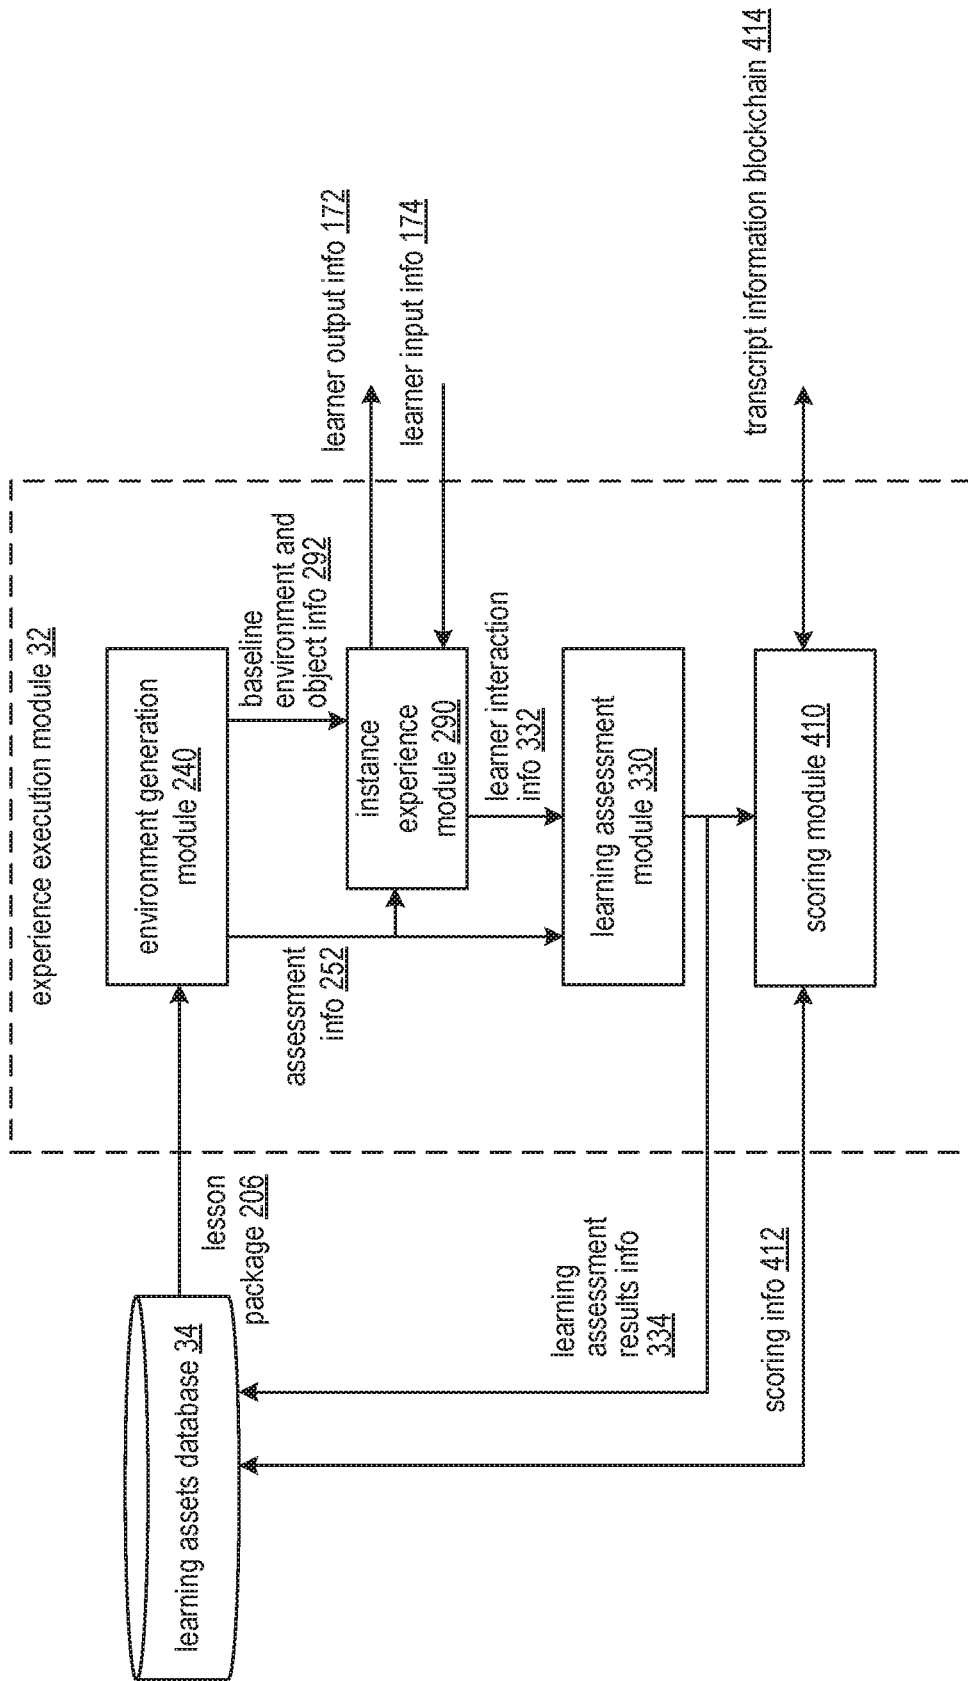 experience execution module 32
learning assets database 34
lesson
package 206
environment generation
module 240
assessment
info 252
baseline
environment and
object info 292
instance
experience
module 290
learner output info 172
learner input info 174
learner interaction
info 332
learning assessment
module 330
learning
assessment
results info
334
scoring info 412
scoring module 410
transcript information blockchain 414